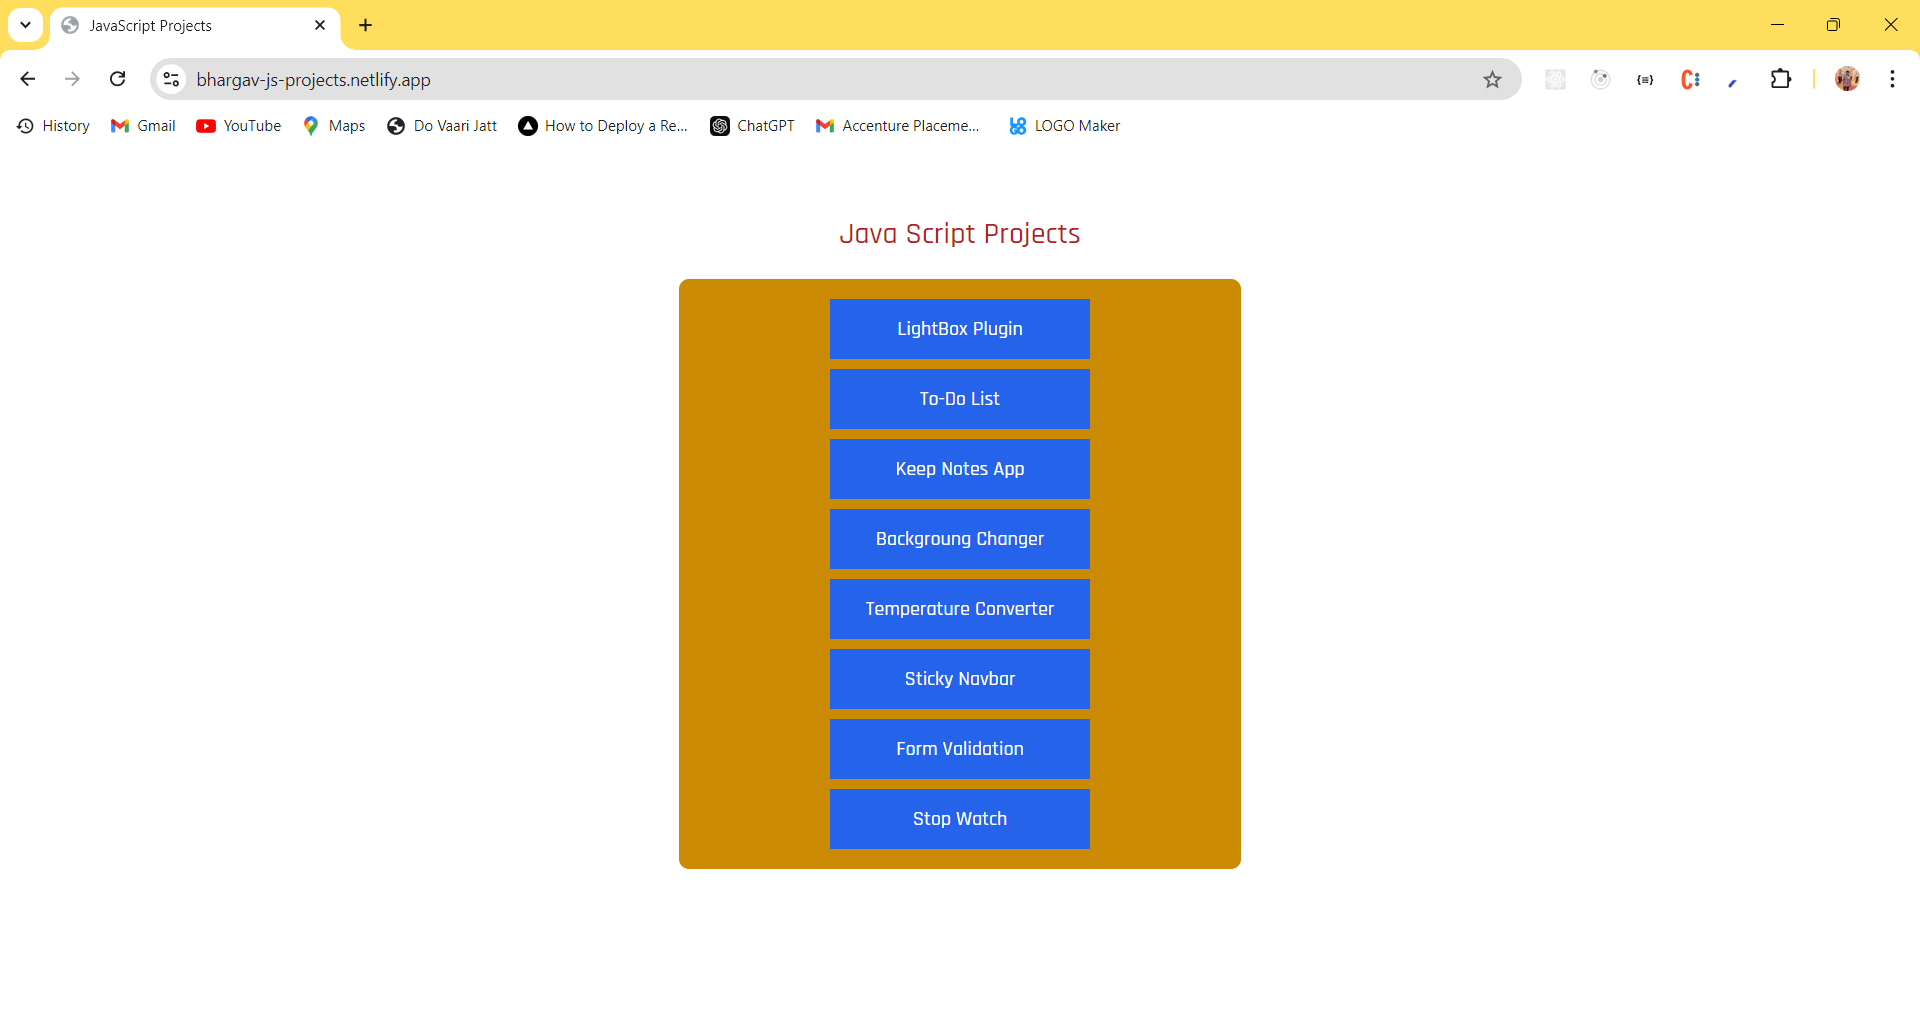 JavaScript Projects
bhargav-js-projects.netlify.app
History Gmail YouTube Maps Do Vaari Jatt How to Deploy a Re... ChatGPT Accenture Placeme... LOGO Maker
Java Script Projects
LightBox Plugin
To-Do List
Keep Notes App
Backgroung Changer
Temperature Converter
Sticky Navbar
Form Validation
Stop Watch